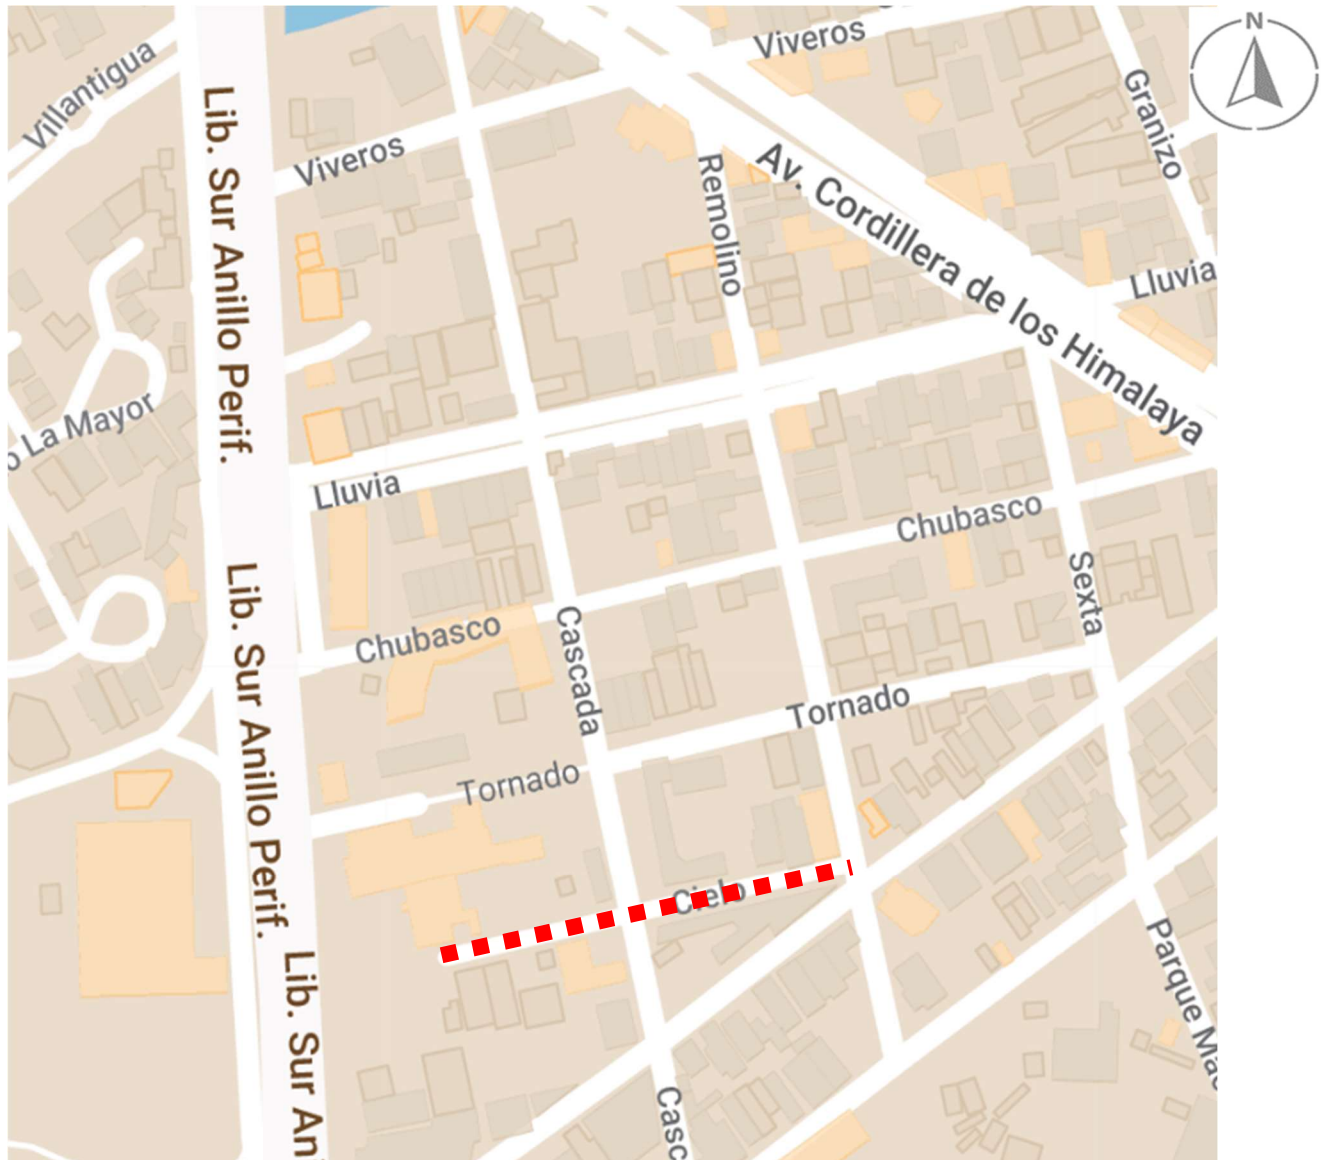 N
Viveros
Villantigua
Granizo
Lib. Sur Anillo Perif.
Viveros
Av. Cordillera de los Himalaya
Remolino
Lluvia
o La Mayor
Lluvia
Chubasco
Sexta
Lib. Sur Anillo Perif.
Chubasco
Cascada
Tornado
Tornado
Cielo
Parque Mac
Lib. Sur An
Casc